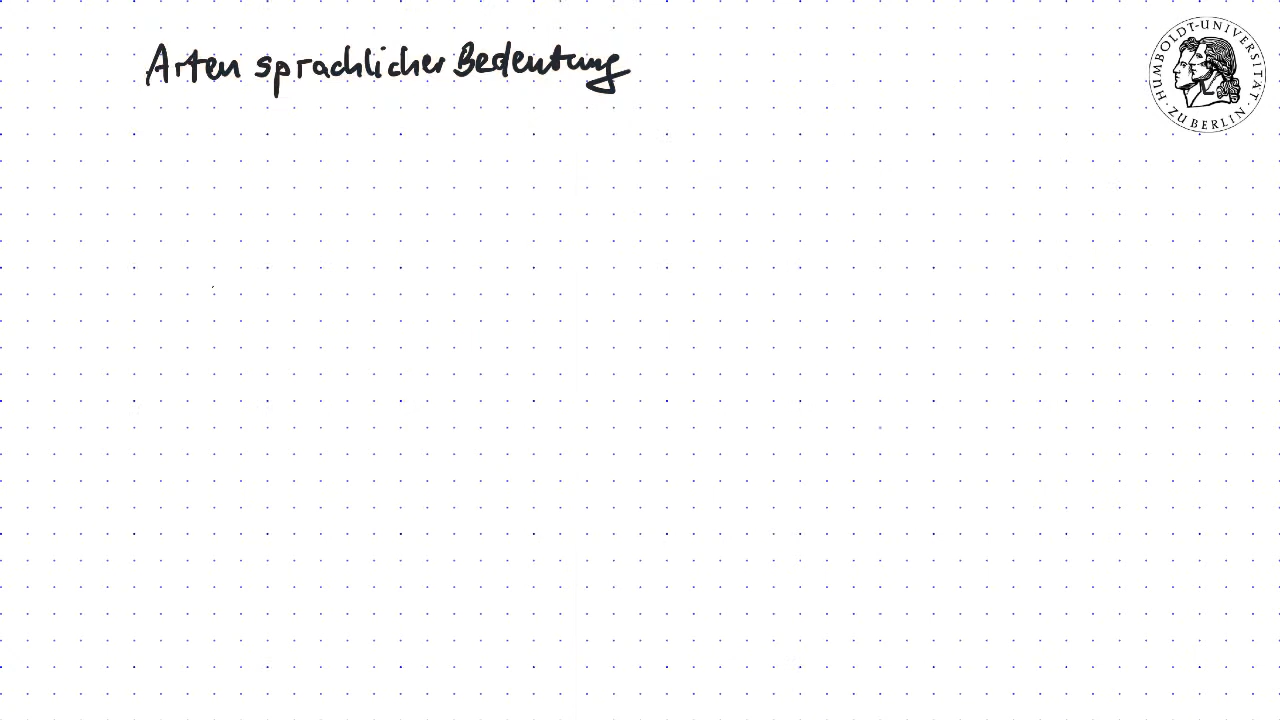 Arten sprachlicher Bedeutung
HUMBOLDT-UNIVERSITÄT
· ZU BERLIN ·